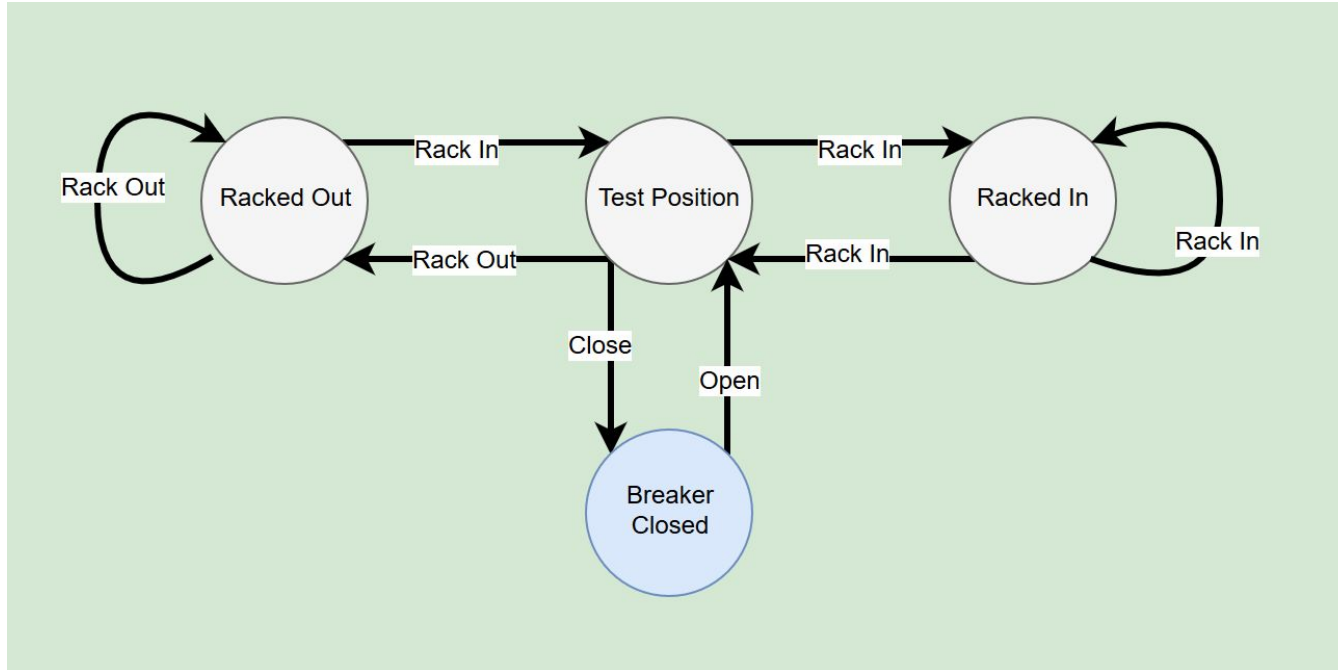 Rack In
Rack In
Rack Out
Racked Out
Test Position
Racked In
Rack In
Rack Out
Rack In
Close
Open
Breaker
Closed